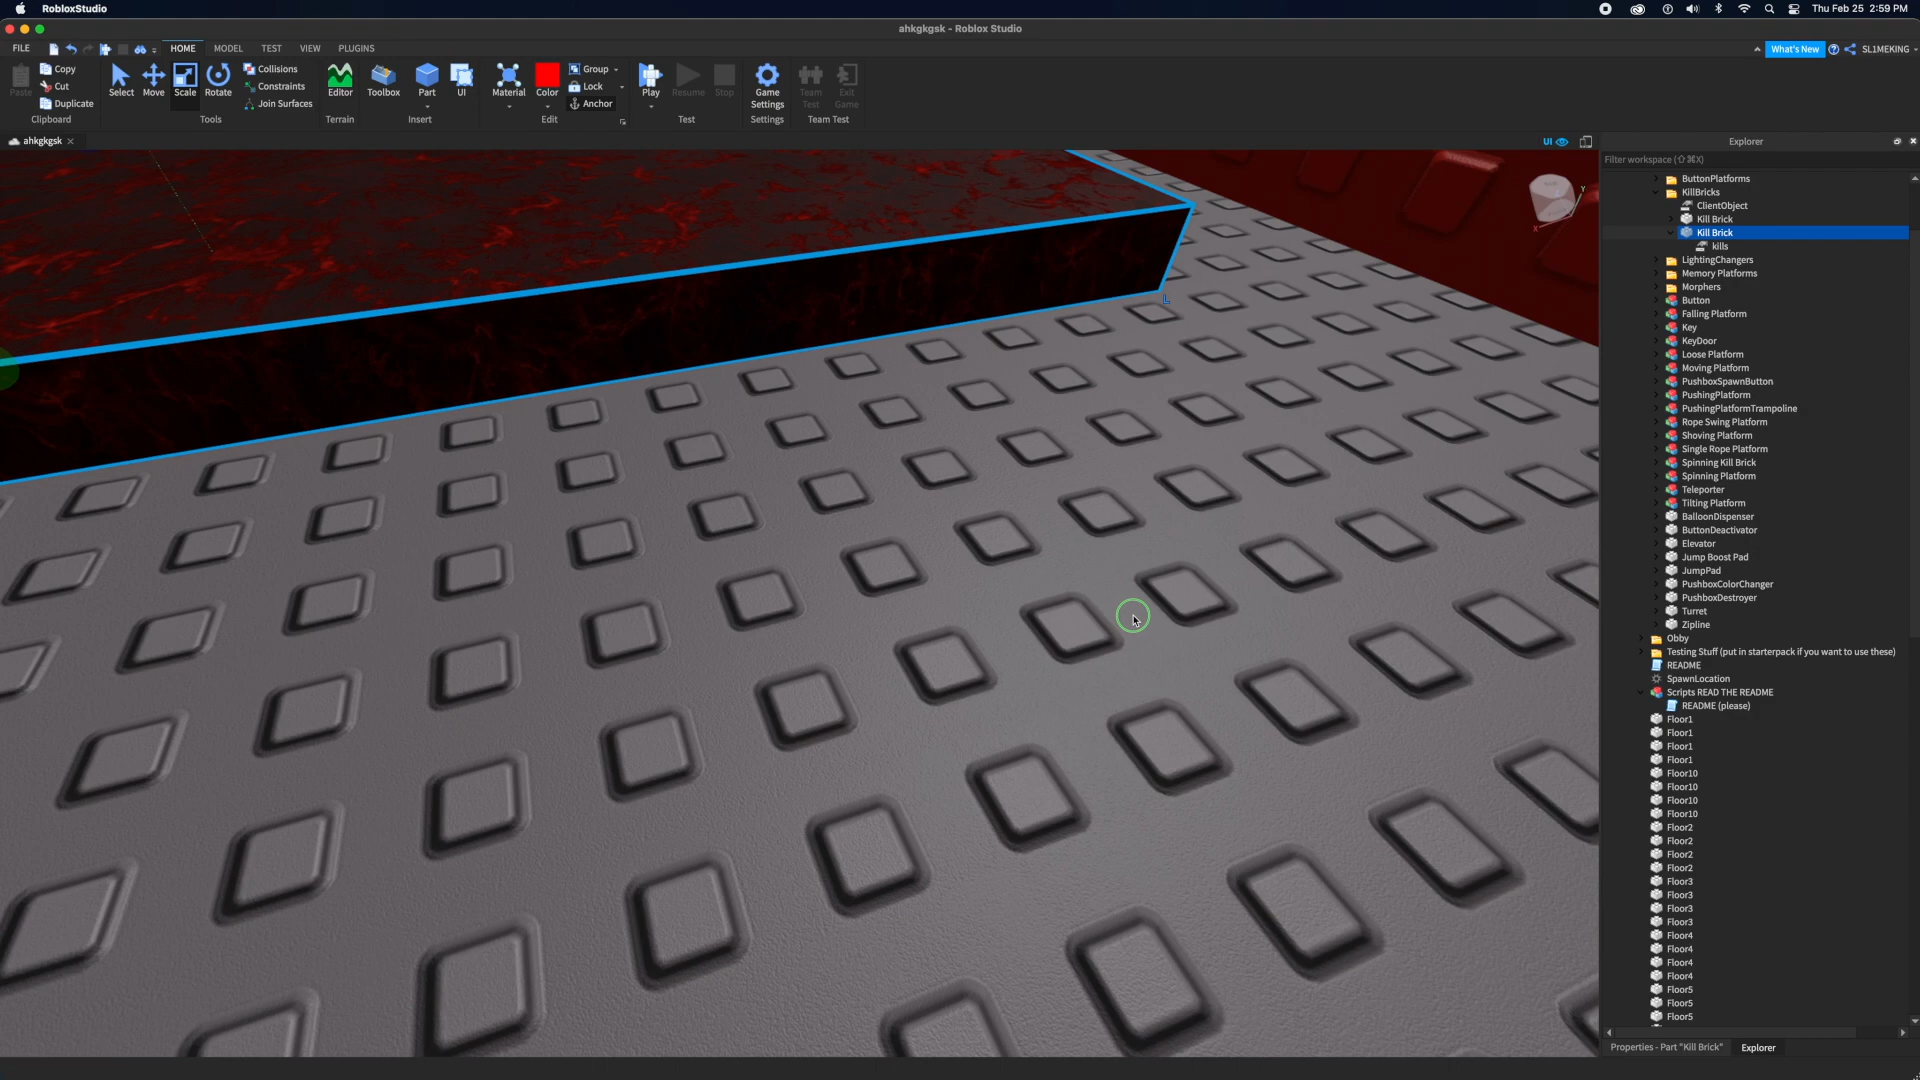 RobloxStudio
Thu Feb 25 2:59 PM
ahkgkgsk - Roblox Studio
FILE
HOME
MODEL
TEST
VIEW
PLUGINS
What's New
SL1MEKING
Paste
Copy
Cut
Duplicate
Clipboard
Select
Move
Scale
Rotate
Collisions
Constraints
Join Surfaces
Tools
Editor
Terrain
Toolbox
Part
UI
Insert
Material
Color
Group
Lock
Anchor
Edit
Play
Resume
Stop
Test
Game Settings
Settings
Team Test
Exit Game
Team Test
ahkgkgsk
UI
Explorer
Filter workspace (⇧⌘X)
ButtonPlatforms
KillBricks
ClientObject
Kill Brick
Kill Brick
kills
LightingChangers
Memory Platforms
Morphers
Button
Falling Platform
Key
KeyDoor
Loose Platform
Moving Platform
PushboxSpawnButton
PushingPlatform
PushingPlatformTrampoline
Rope Swing Platform
Shoving Platform
Single Rope Platform
Spinning Kill Brick
Spinning Platform
Teleporter
Tilting Platform
BalloonDispenser
ButtonDeactivator
Elevator
Jump Boost Pad
JumpPad
PushboxColorChanger
PushboxDestroyer
Turret
Zipline
Obby
Testing Stuff (put in starterpack if you want to use these)
README
SpawnLocation
Scripts READ THE README
README (please)
Floor1
Floor1
Floor1
Floor1
Floor10
Floor10
Floor10
Floor10
Floor2
Floor2
Floor2
Floor2
Floor3
Floor3
Floor3
Floor3
Floor4
Floor4
Floor4
Floor4
Floor5
Floor5
Floor5
Properties - Part "Kill Brick"
Explorer